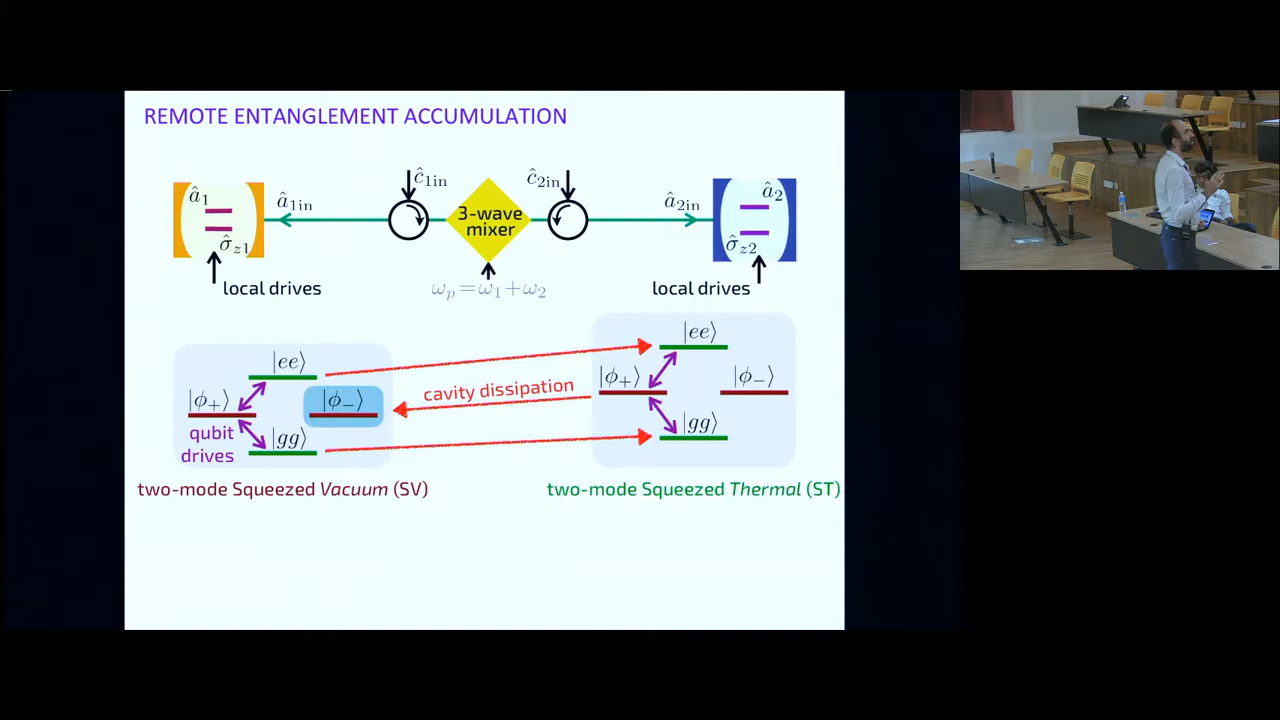 REMOTE ENTANGLEMENT ACCUMULATION
ĉ1in ĉ2in
â1 â1in 3-wave mixer â2in â2
σ̂z1 σ̂z2
local drives ωp = ω1 + ω2 local drives
|ee⟩ |ee⟩
|ϕ+⟩ |ϕ−⟩ cavity dissipation |ϕ+⟩ |ϕ−⟩
qubit drives |gg⟩ |gg⟩
two-mode Squeezed Vacuum (SV) two-mode Squeezed Thermal (ST)